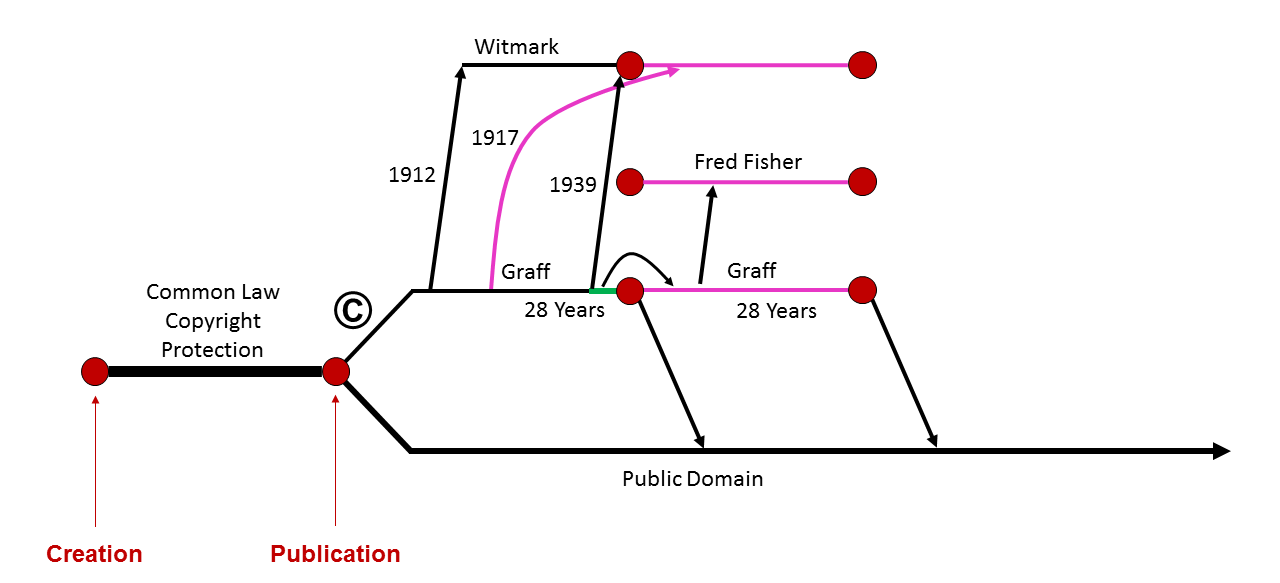 Witmark
1917
Fred Fisher
1912
1939
Graff
Graff
Common Law
Copyright
Protection
©
28 Years
28 Years
Public Domain
Creation
Publication